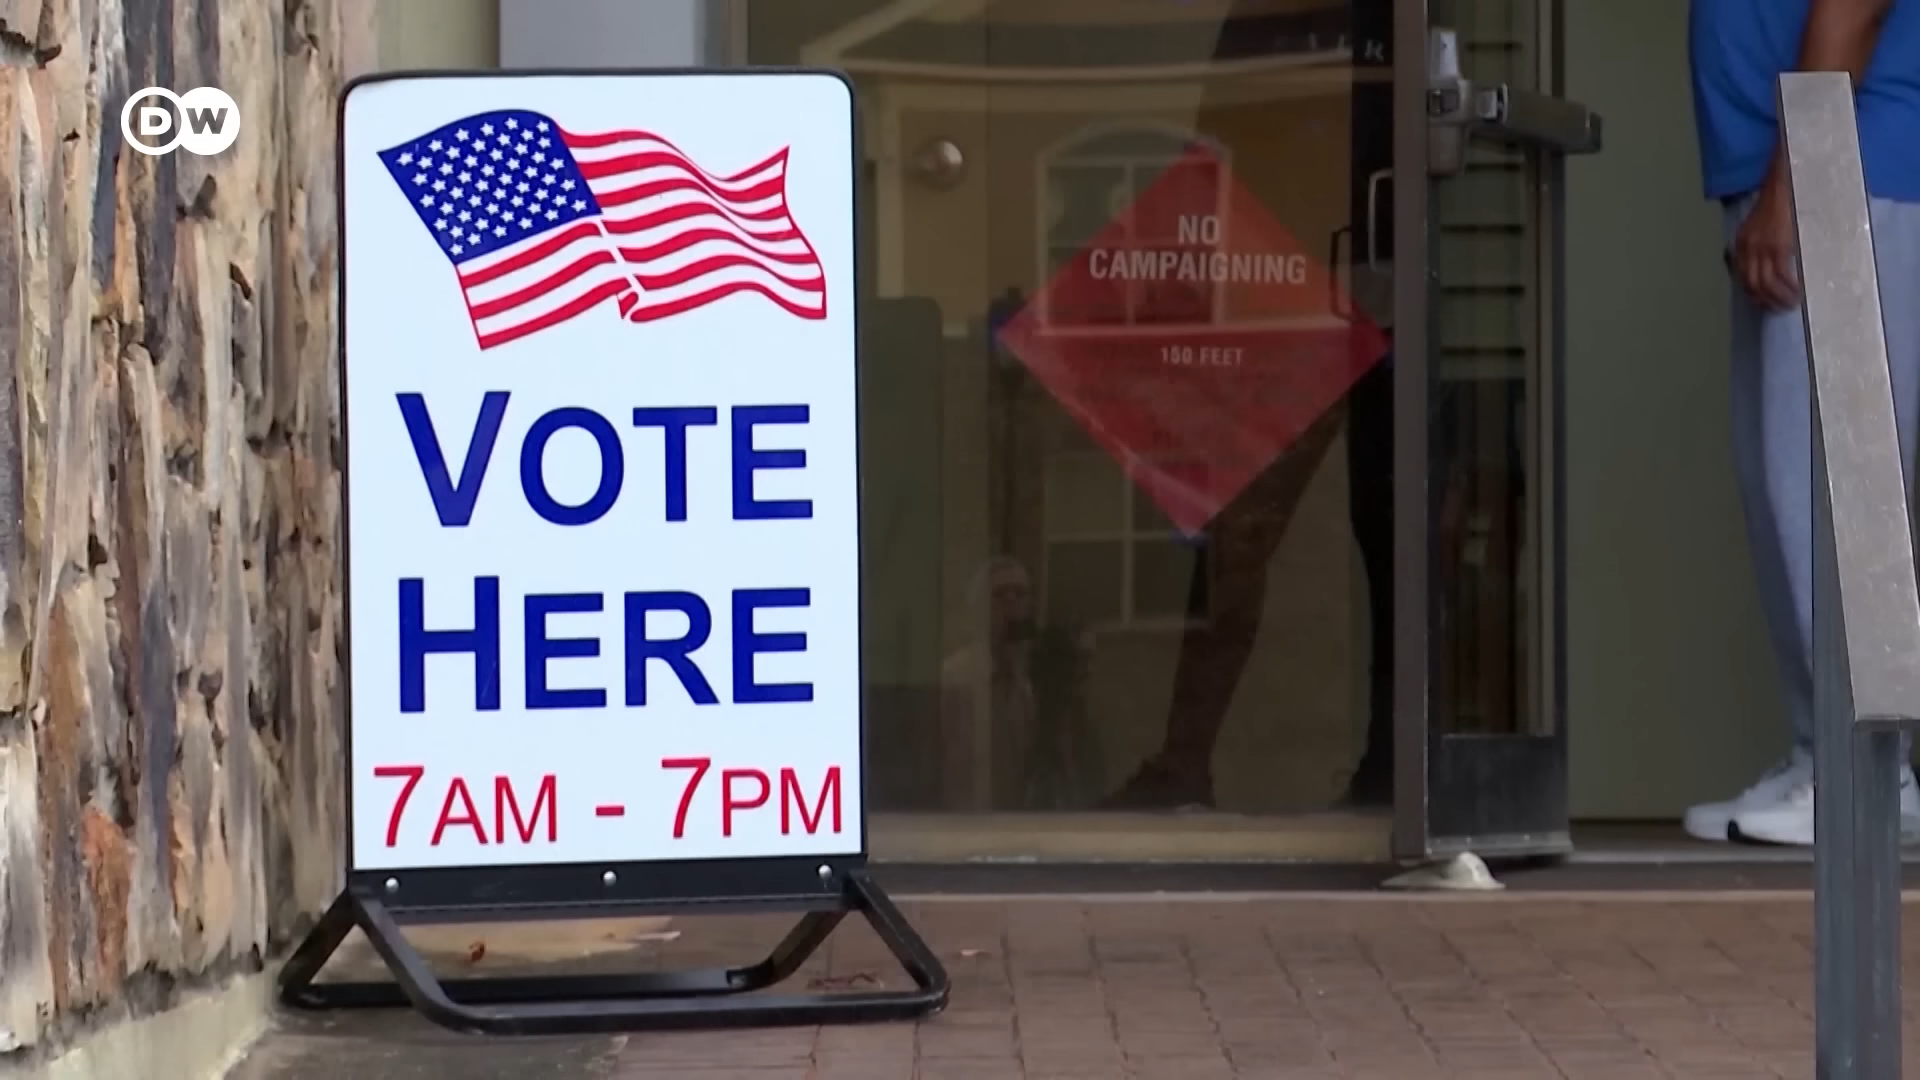 DW
VOTE
HERE
7AM - 7PM
NO
CAMPAIGNING
150 FEET